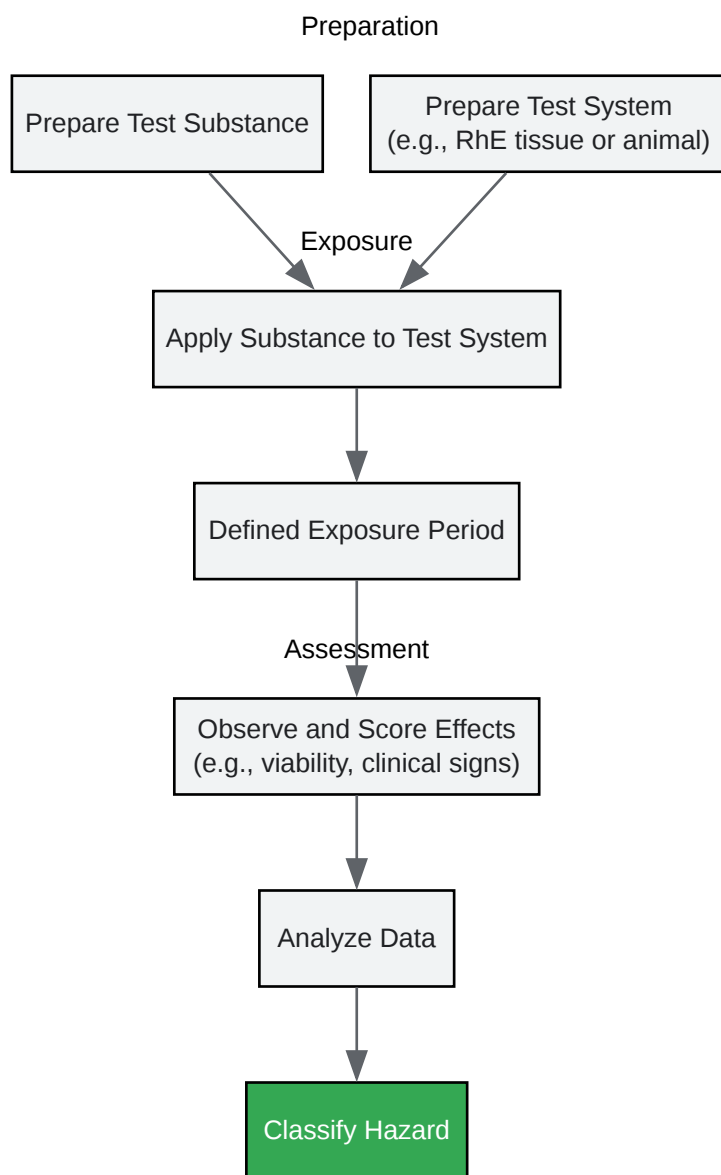 Preparation
Prepare Test Substance
Prepare Test System
(e.g., RhE tissue or animal)
Exposure
Apply Substance to Test System
Defined Exposure Period
Assessment
Observe and Score Effects
(e.g., viability, clinical signs)
Analyze Data
Classify Hazard